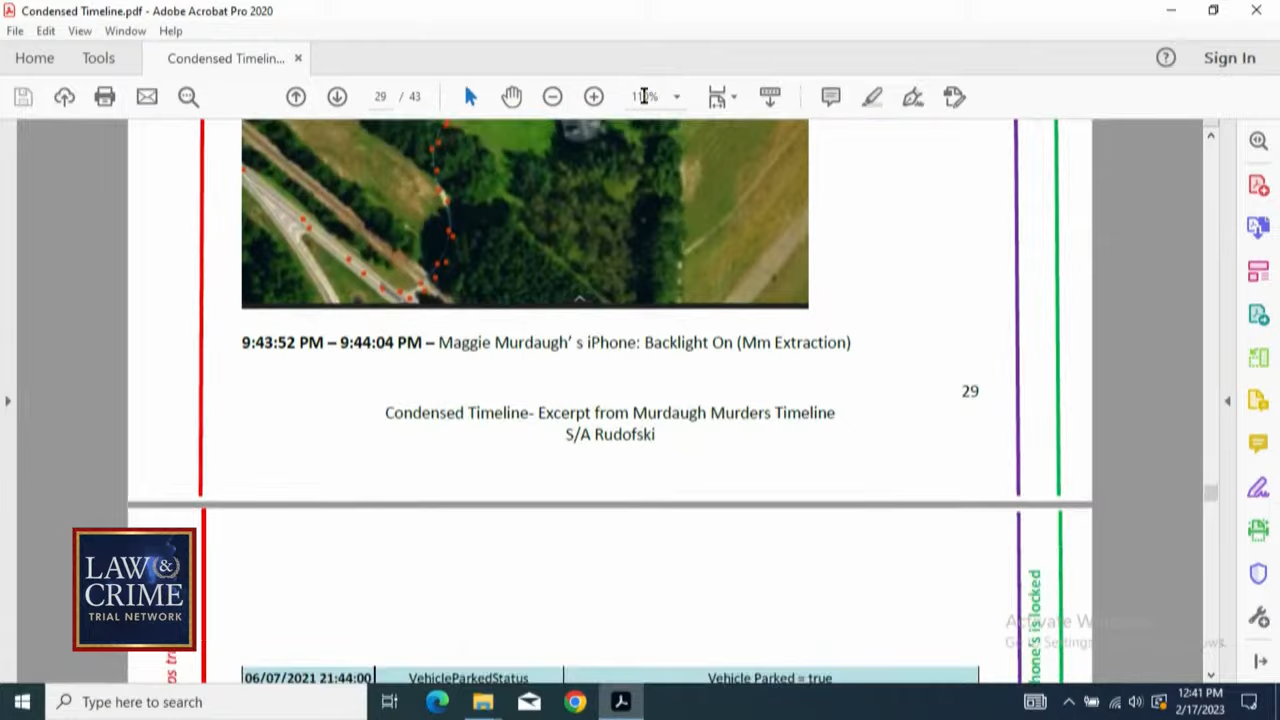 Condensed Timeline.pdf - Adobe Acrobat Pro 2020
File Edit View Window Help
Home Tools Condensed Timelin... Sign In
29 / 43
9:43:52 PM – 9:44:04 PM – Maggie Murdaugh' s iPhone: Backlight On (Mm Extraction)
29
Condensed Timeline- Excerpt from Murdaugh Murders Timeline
S/A Rudofski
LAW &
CRIME
TRIAL NETWORK
hone's is locked
06/07/2021 21:44:00 VehicleParkedStatus Vehicle Parked = true
Type here to search
12:41 PM
2/17/2023